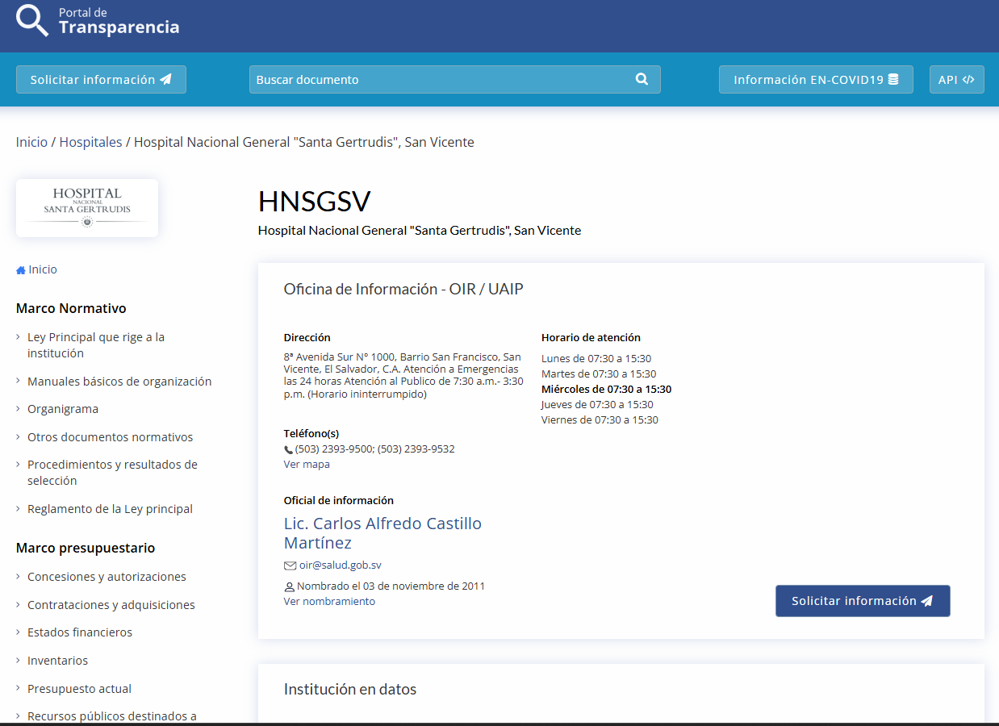 Portal de
Transparencia
Solicitar información
Buscar documento
Información EN-COVID19
API
Inicio / Hospitales / Hospital Nacional General "Santa Gertrudis", San Vicente
HOSPITAL
NACIONAL
SANTA GERTRUDIS
HNSGSV
Hospital Nacional General "Santa Gertrudis", San Vicente
Inicio
Marco Normativo
Ley Principal que rige a la
institución
Manuales básicos de organización
Organigrama
Otros documentos normativos
Procedimientos y resultados de
selección
Reglamento de la Ley principal
Marco presupuestario
Concesiones y autorizaciones
Contrataciones y adquisiciones
Estados financieros
Inventarios
Presupuesto actual
Recursos públicos destinados a
Oficina de Información - OIR / UAIP
Dirección
8ª Avenida Sur N° 1000, Barrio San Francisco, San
Vicente, El Salvador, C.A. Atención a Emergencias
las 24 horas Atención al Publico de 7:30 a.m.- 3:30
p.m. (Horario ininterrumpido)
Teléfono(s)
(503) 2393-9500; (503) 2393-9532
Ver mapa
Oficial de información
Lic. Carlos Alfredo Castillo
Martínez
oir@salud.gob.sv
Nombrado el 03 de noviembre de 2011
Ver nombramiento
Horario de atención
Lunes de 07:30 a 15:30
Martes de 07:30 a 15:30
Miércoles de 07:30 a 15:30
Jueves de 07:30 a 15:30
Viernes de 07:30 a 15:30
Solicitar información
Institución en datos